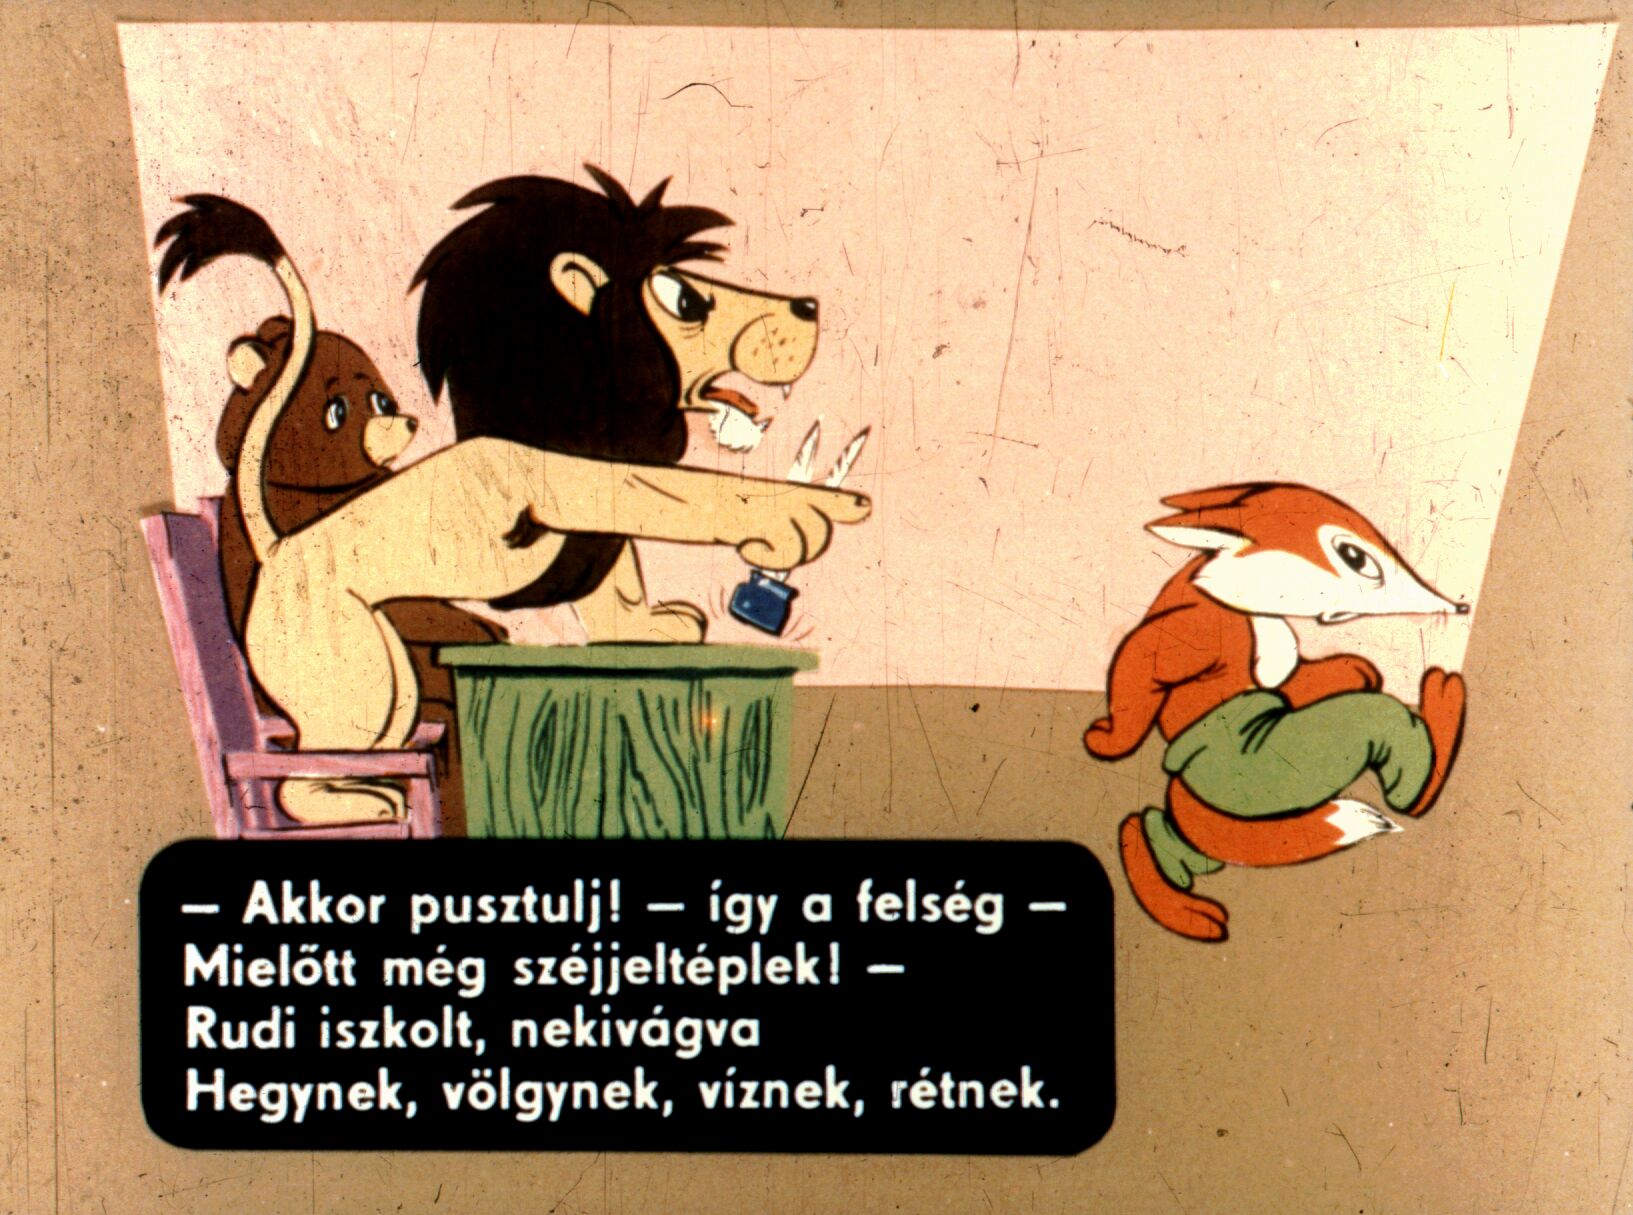 – Akkor pusztulj! – így a felség –
Mielőtt még széjjeltéplek! –
Rudi iszkolt, nekivágva
Hegynek, völgynek, víznek, rétnek.